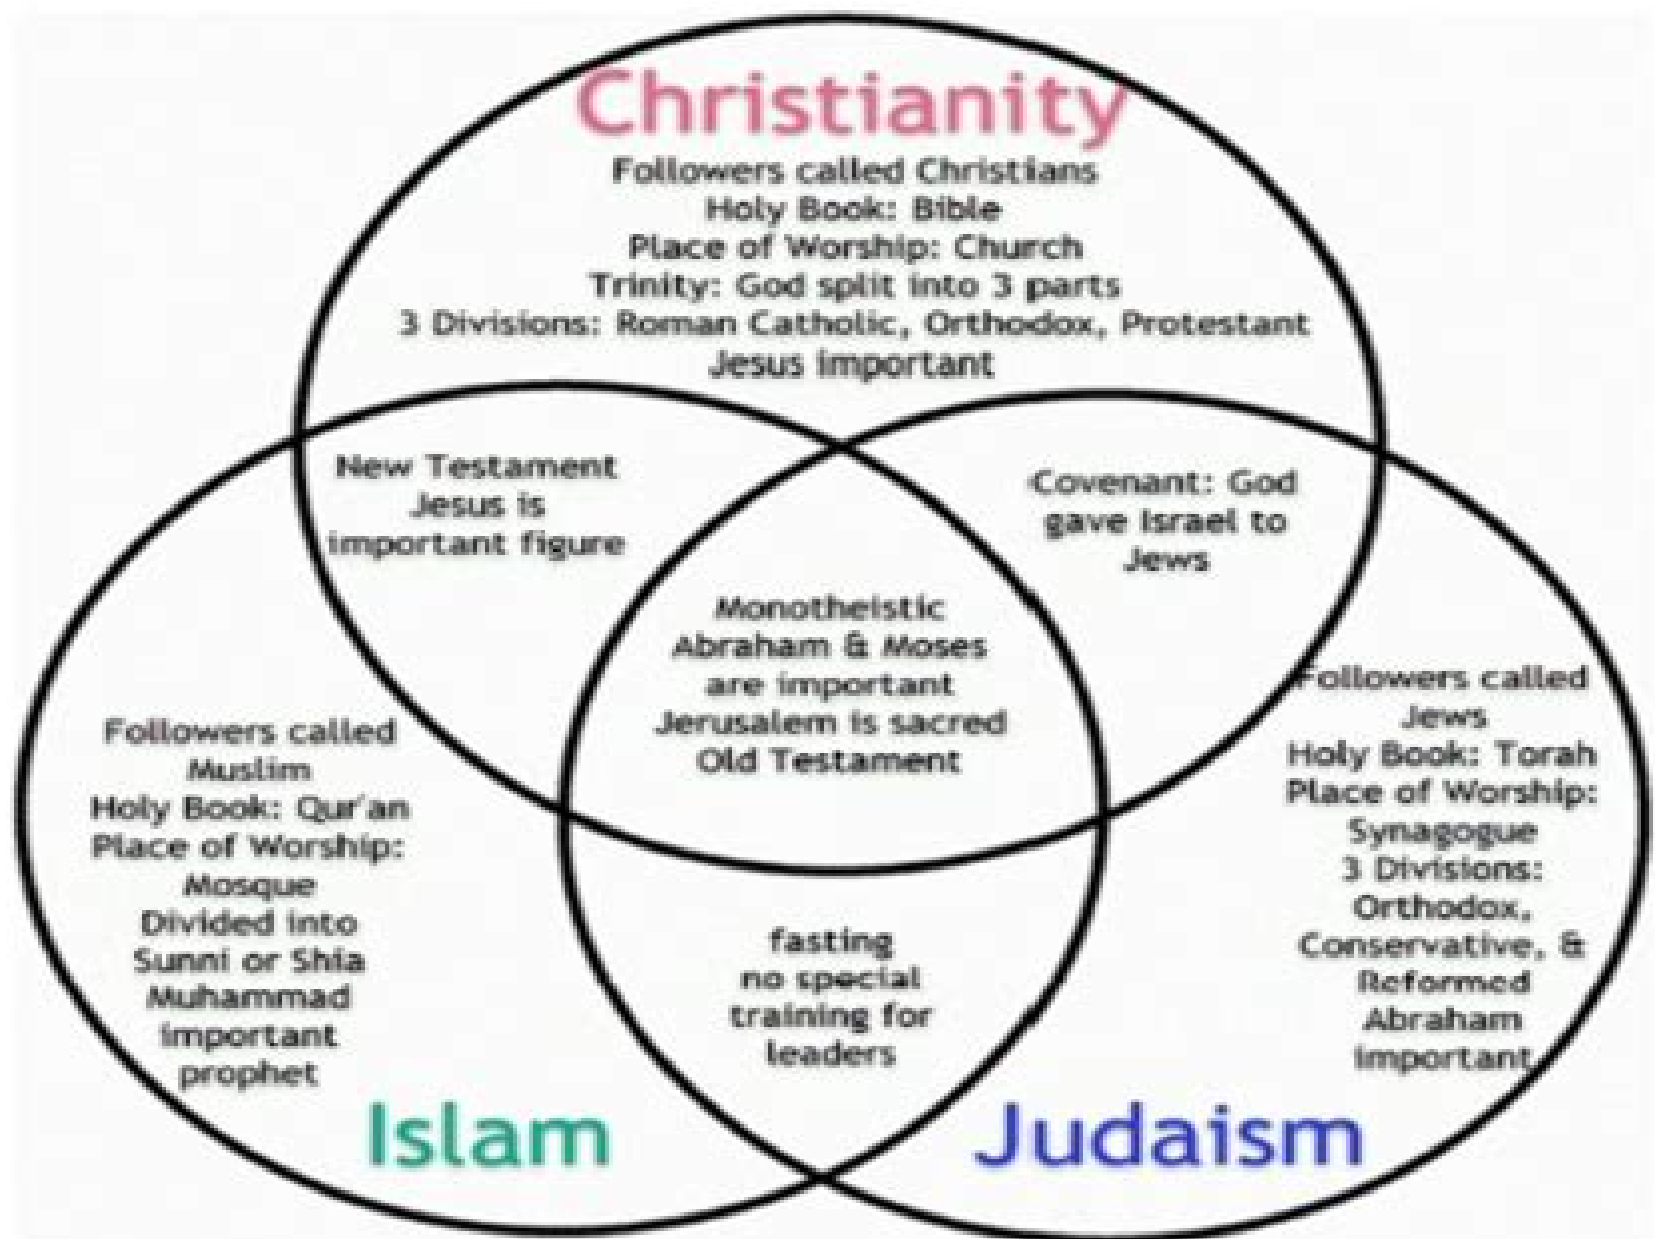 Christianity
Followers called Christians
Holy Book: Bible
Place of Worship: Church
Trinity: God split into 3 parts
3 Divisions: Roman Catholic, Orthodox, Protestant
Jesus important
New Testament
Jesus is
important figure
Covenant: God
gave Israel to
Jews
Monotheistic
Abraham & Moses
are important
Jerusalem is sacred
Old Testament
Followers called
Muslim
Holy Book: Qur'an
Place of Worship:
Mosque
Divided into
Sunni or Shia
Muhammad
important
prophet
Followers called
Jews
Holy Book: Torah
Place of Worship:
Synagogue
3 Divisions:
Orthodox,
Conservative, &
Reformed
Abraham
important
fasting
no special
training for
leaders
Islam
Judaism